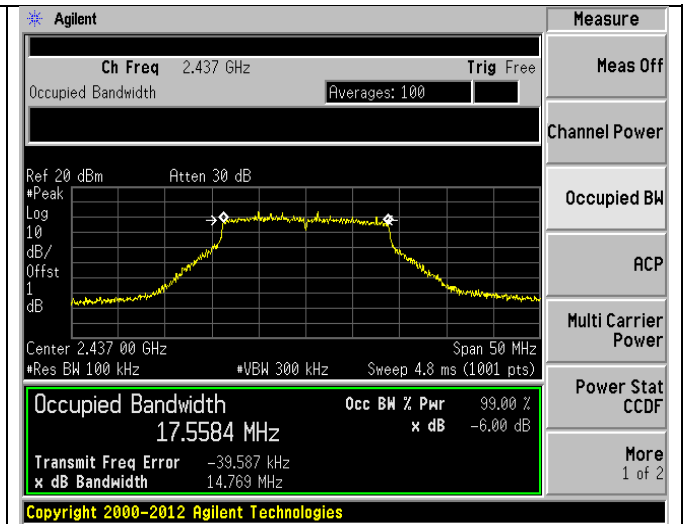 Agilent
Measure
Ch Freq 2.437 GHz Trig Free
Occupied Bandwidth Averages: 100
Ref 20 dBm Atten 30 dB
#Peak
Log
10
dB/
Offst
1
dB
Center 2.437 00 GHz Span 50 MHz
#Res BW 100 kHz #VBW 300 kHz Sweep 4.8 ms (1001 pts)
Occupied Bandwidth Occ BW % Pwr 99.00 %
17.5584 MHz x dB -6.00 dB
Transmit Freq Error -39.587 kHz
x dB Bandwidth 14.769 MHz
Copyright 2000-2012 Agilent Technologies
Meas Off
Channel Power
Occupied BW
ACP
Multi Carrier
Power
Power Stat
CCDF
More
1 of 2